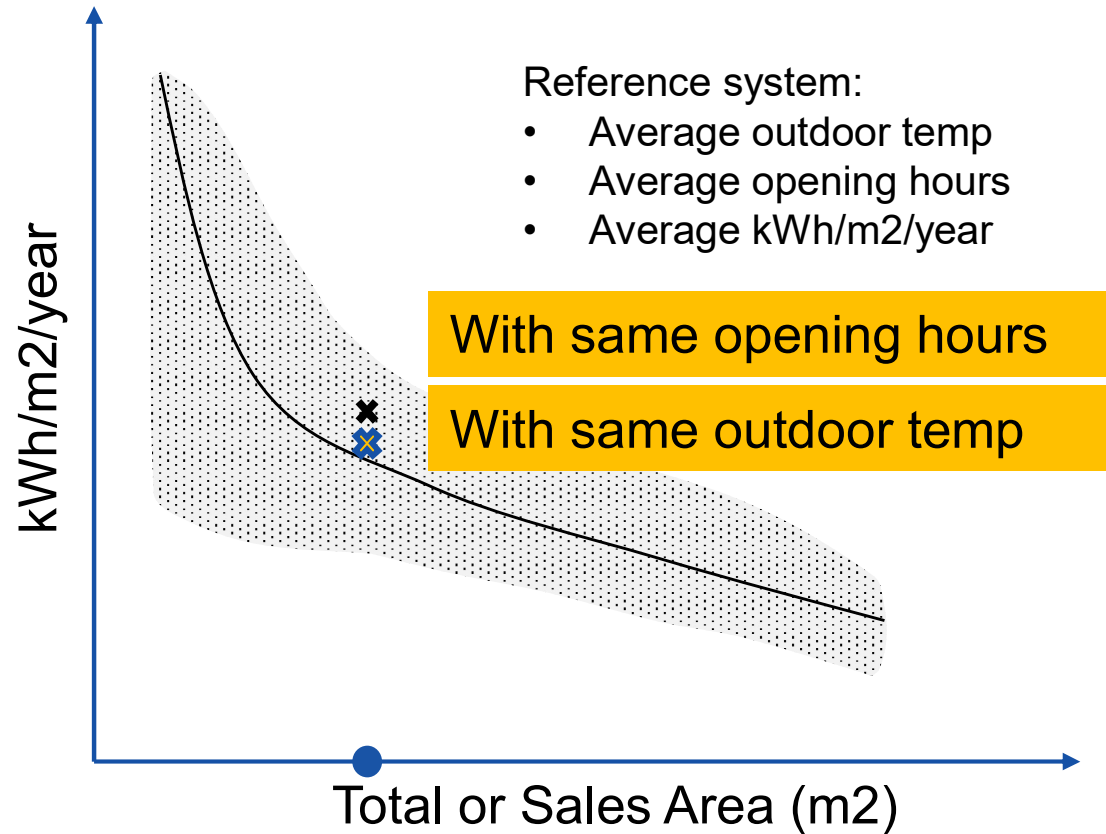 Reference system:
• Average outdoor temp
• Average opening hours
• Average kWh/m2/year
With same opening hours
With same outdoor temp
kWh/m2/year
Total or Sales Area (m2)